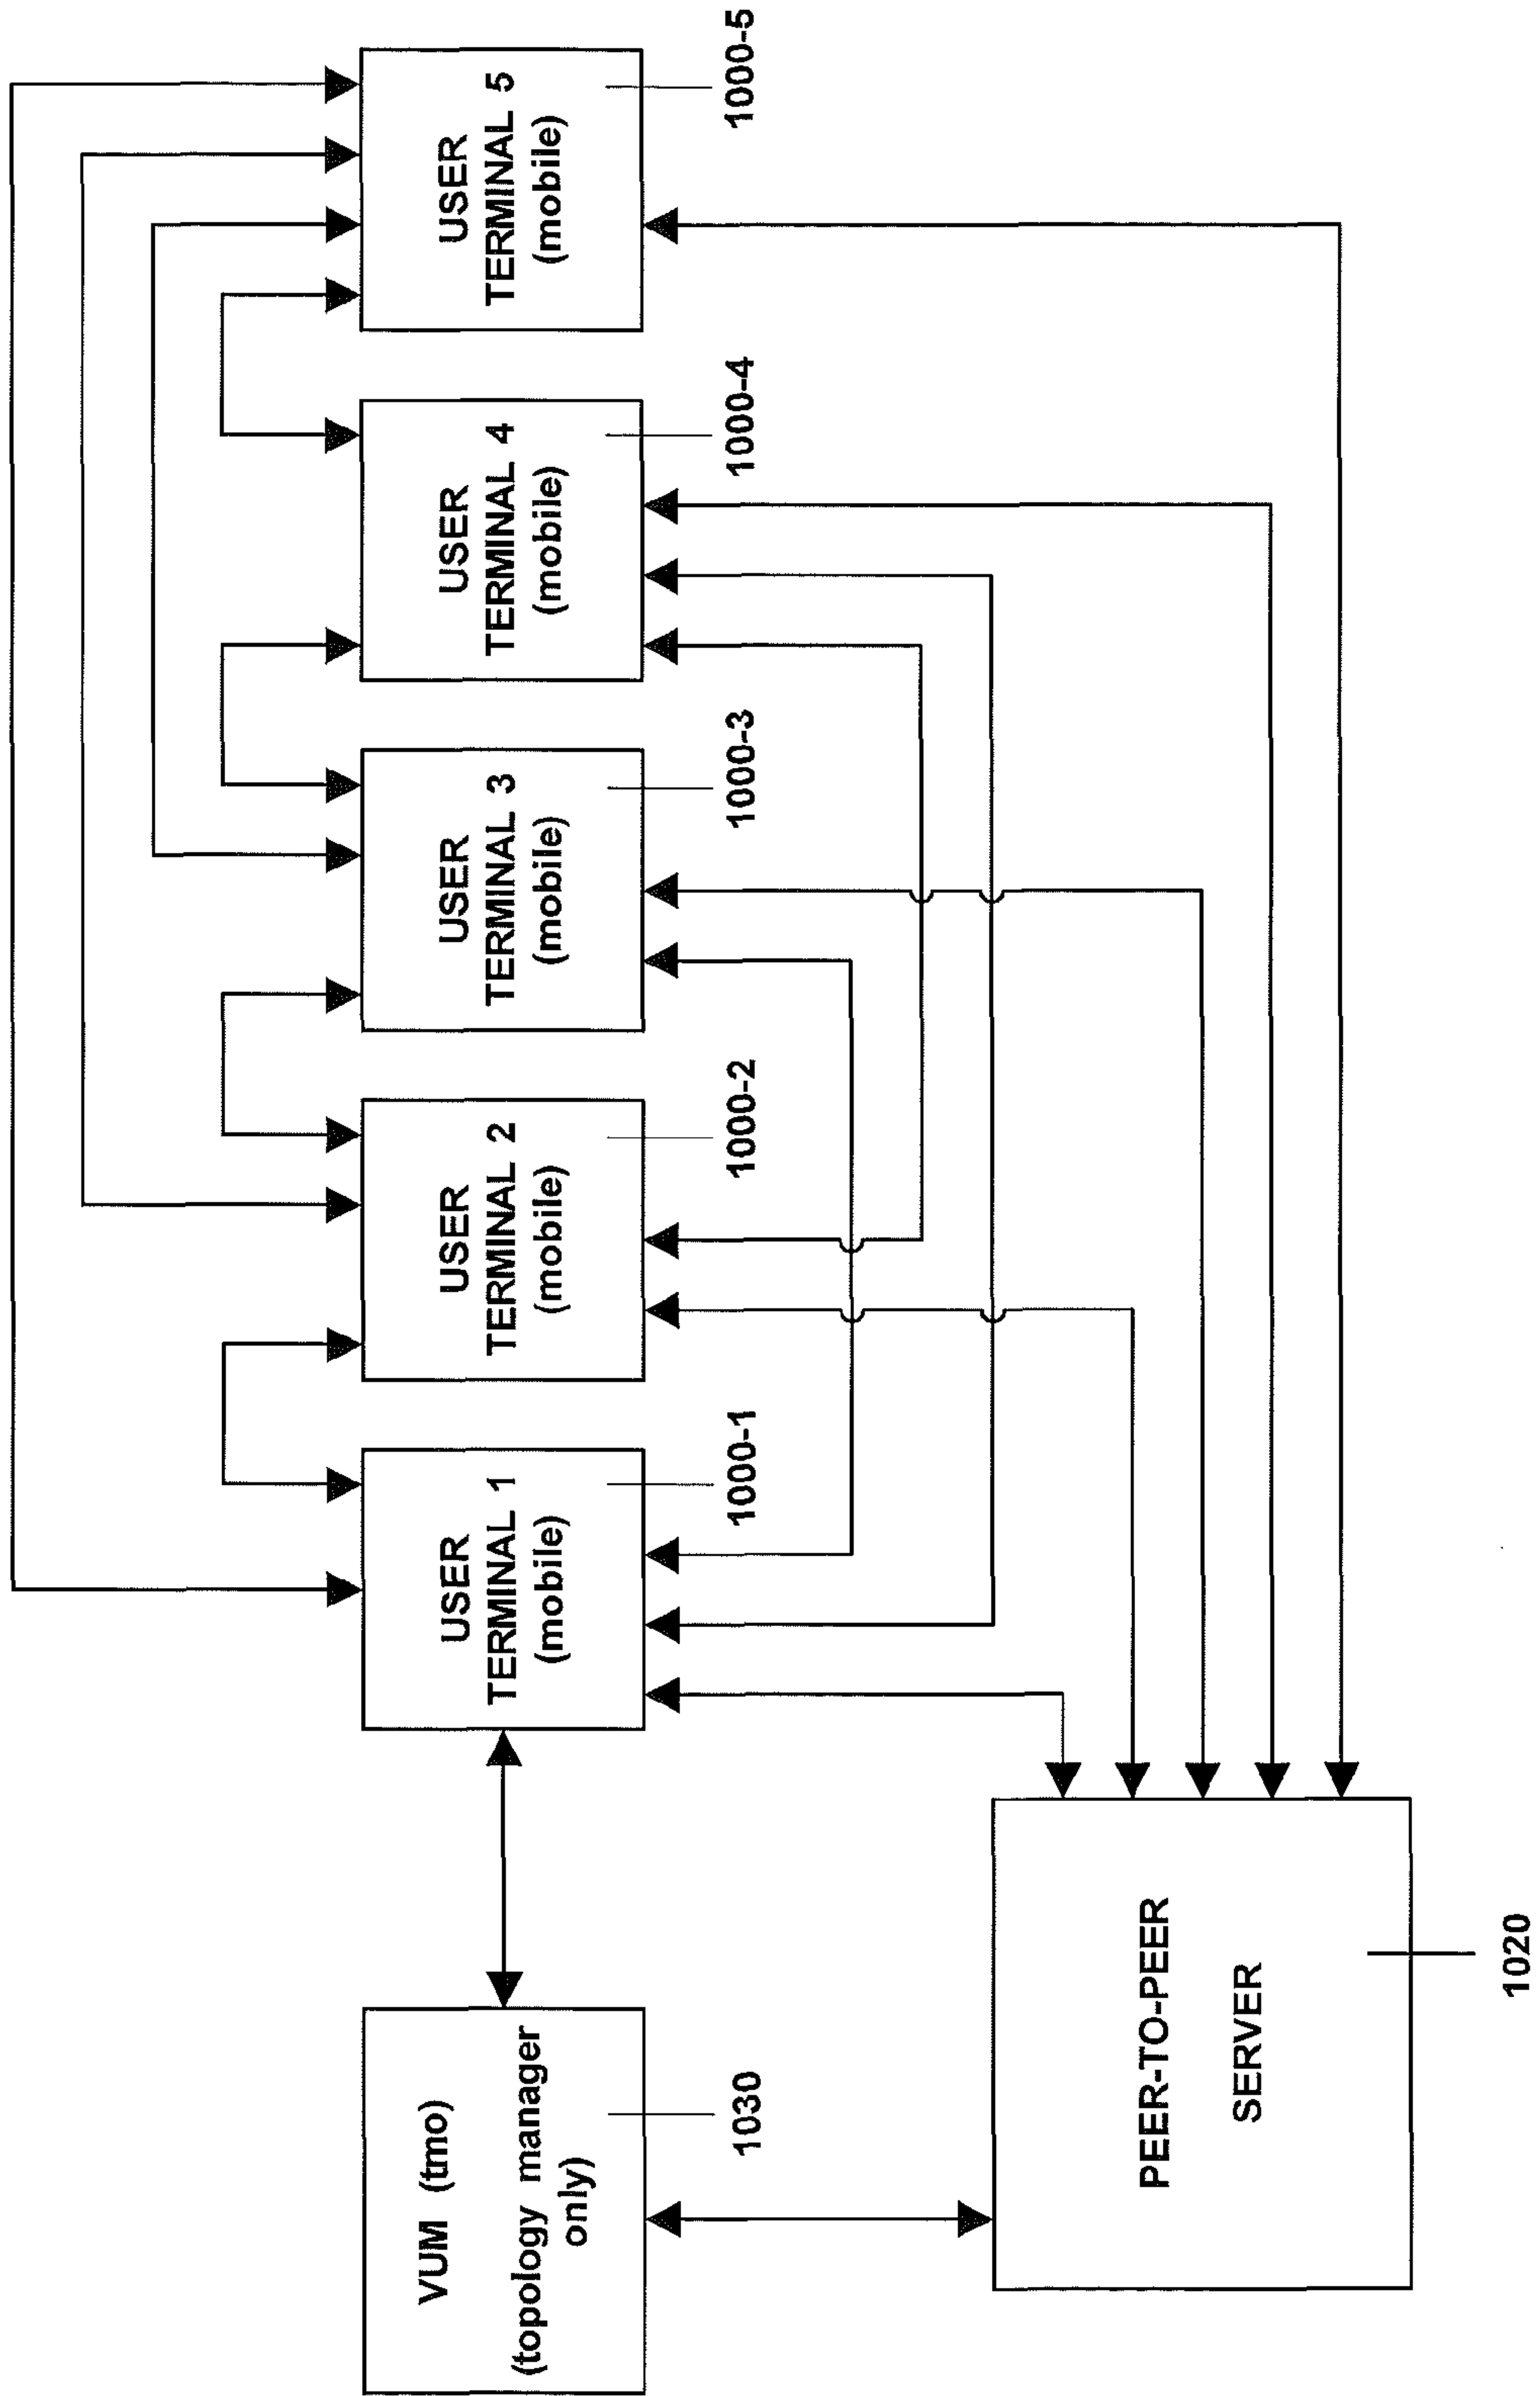 VUM (tmo)
(topology manager
only)
1030
USER
TERMINAL 1
(mobile)
1000-1
USER
TERMINAL 2
(mobile)
1000-2
USER
TERMINAL 3
(mobile)
1000-3
USER
TERMINAL 4
(mobile)
1000-4
USER
TERMINAL 5
(mobile)
1000-5
PEER-TO-PEER
SERVER
1020